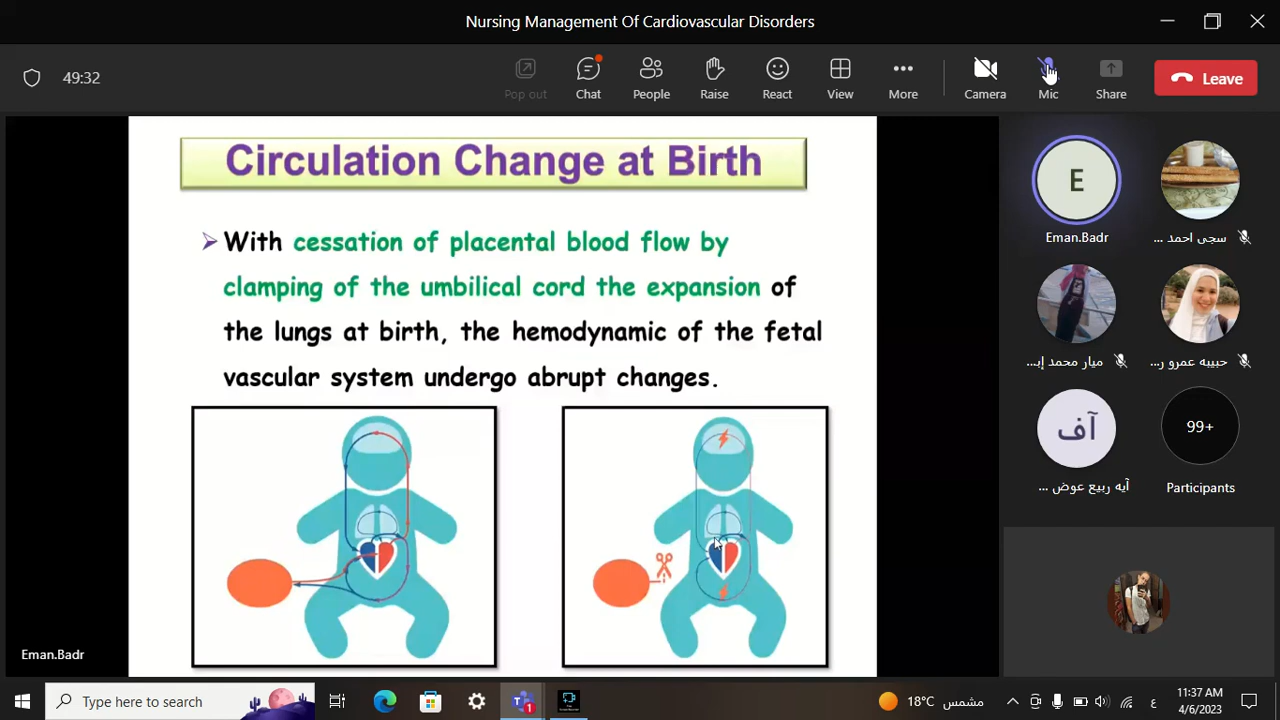 Nursing Management Of Cardiovascular Disorders
49:32
Pop out
Chat
People
Raise
React
View
More
Camera
Mic
Share
Leave
Circulation Change at Birth
With cessation of placental blood flow by
clamping of the umbilical cord the expansion of
the lungs at birth, the hemodynamic of the fetal
vascular system undergo abrupt changes.
E
Eman.Badr
سجى احمد ...
ميار محمد إب...
حبيبه عمرو ر...
آف
آيه ربيع عوض ...
99+
Participants
Eman.Badr
Type here to search
1
18°C مشمس
ع
11:37 AM
4/6/2023